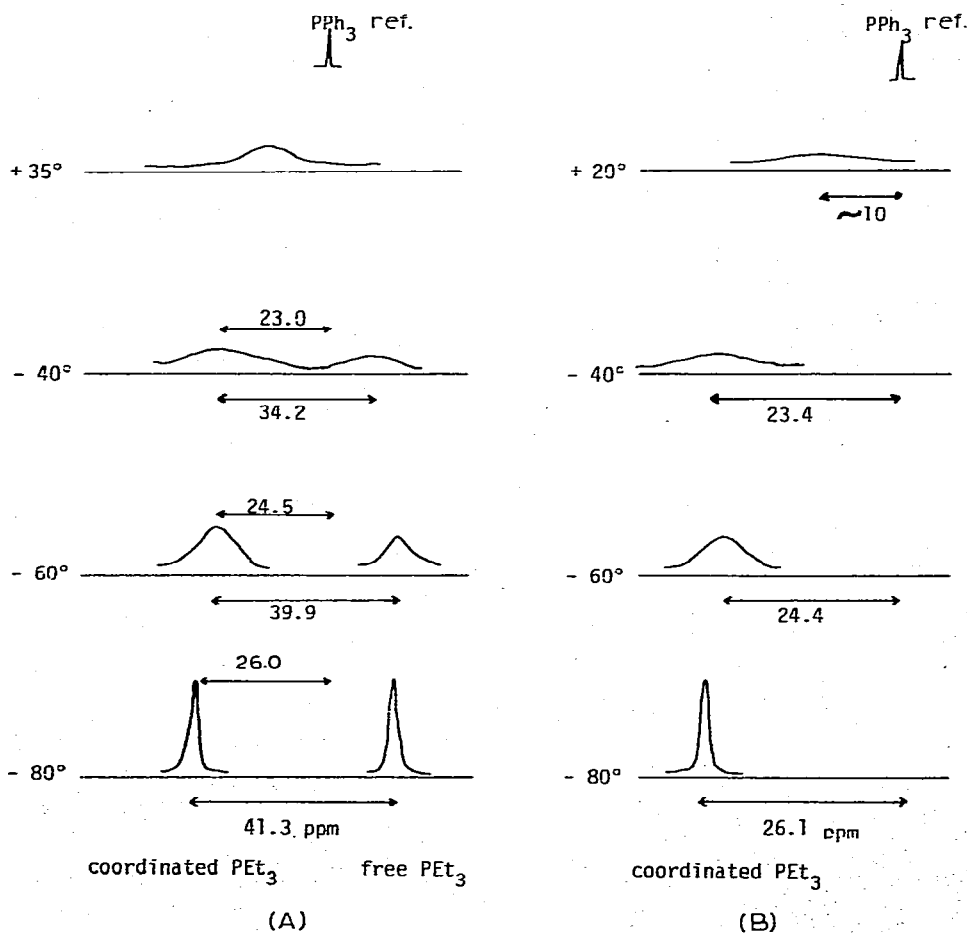 PPh3 ref.
+ 35°
- 40°
23.0
34.2
- 60°
24.5
39.9
- 80°
26.0
41.3 ppm
coordinated PEt3
free PEt3
(A)
PPh3 ref.
+ 20°
~10
- 40°
23.4
- 60°
24.4
- 80°
26.1 ppm
coordinated PEt3
(B)